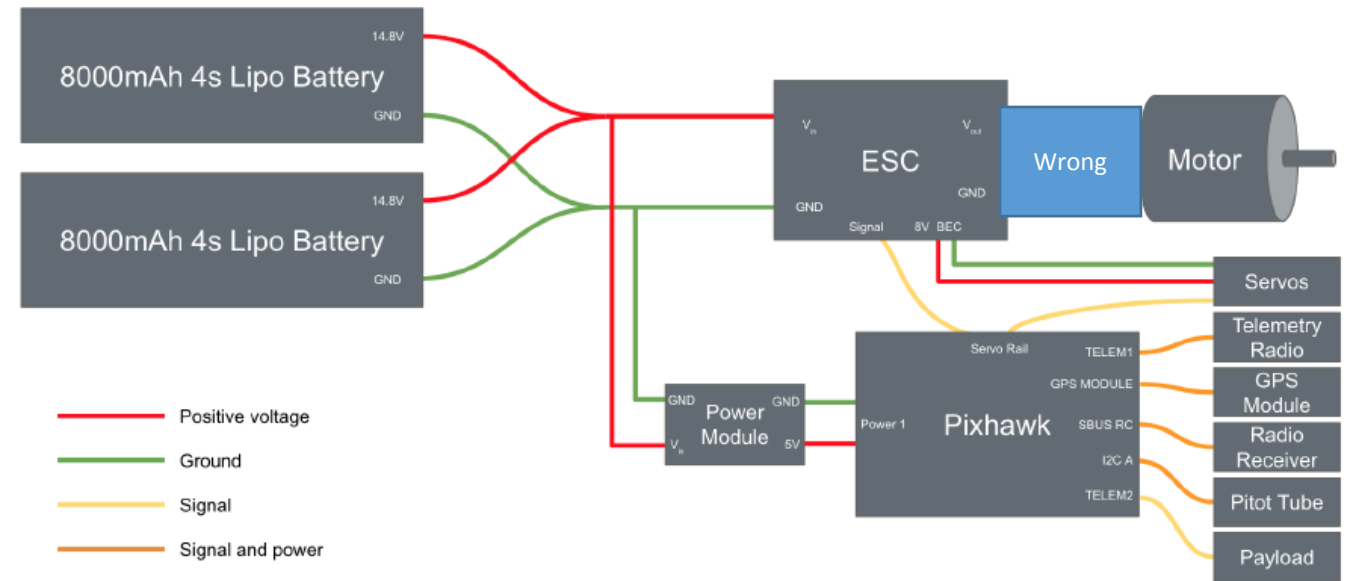 14.8V
8000mAh 4s Lipo Battery
GND
14.8V
8000mAh 4s Lipo Battery
GND
Vin
Vout
ESC
GND
GND
Signal
8V BEC
Wrong
Motor
Servos
Telemetry
Radio
GPS
Module
Radio
Receiver
Pitot Tube
Payload
Servo Rail
TELEM1
GPS MODULE
Power 1
Pixhawk
SBUS RC
I2C A
TELEM2
GND
GND
Power
Module
Vin
5V
Positive voltage
Ground
Signal
Signal and power